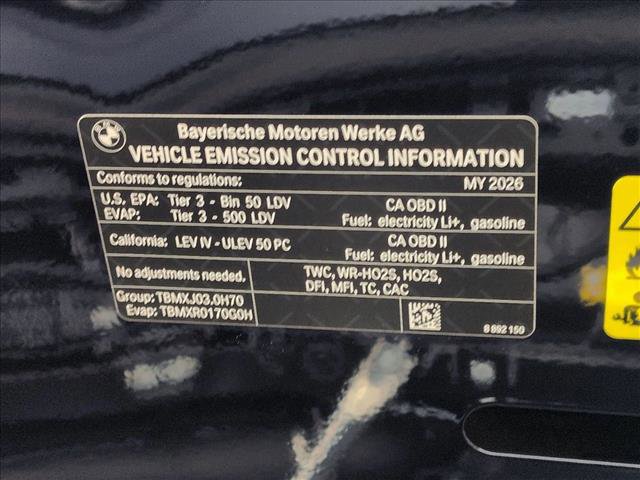 Bayerische Motoren Werke AG
VEHICLE EMISSION CONTROL INFORMATION
Conforms to regulations: MY 2026
U.S. EPA: Tier 3 - Bin 50 LDV CA OBD II
EVAP: Tier 3 - 500 LDV Fuel: electricity Li+, gasoline
California: LEV IV - ULEV 50 PC CA OBD II
Fuel: electricity Li+, gasoline
No adjustments needed. TWC, WR-HO2S, HO2S,
DFI, MFI, TC, CAC
Group: TBMXJ03.0H70
Evap: TBMXR0170G0H
8 892 150